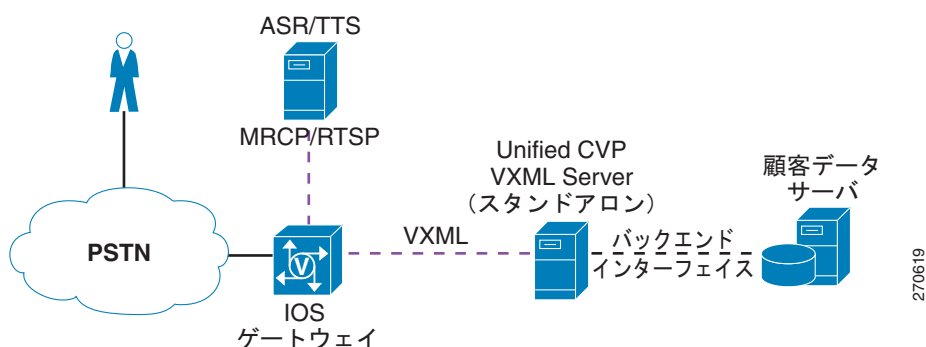 ASR/TTS
MRCP/RTSP
Unified CVP
VXML Server
（スタンドアロン）
顧客データ
サーバ
PSTN
VXML
バックエンド
インターフェイス
IOS
ゲートウェイ
V
270619